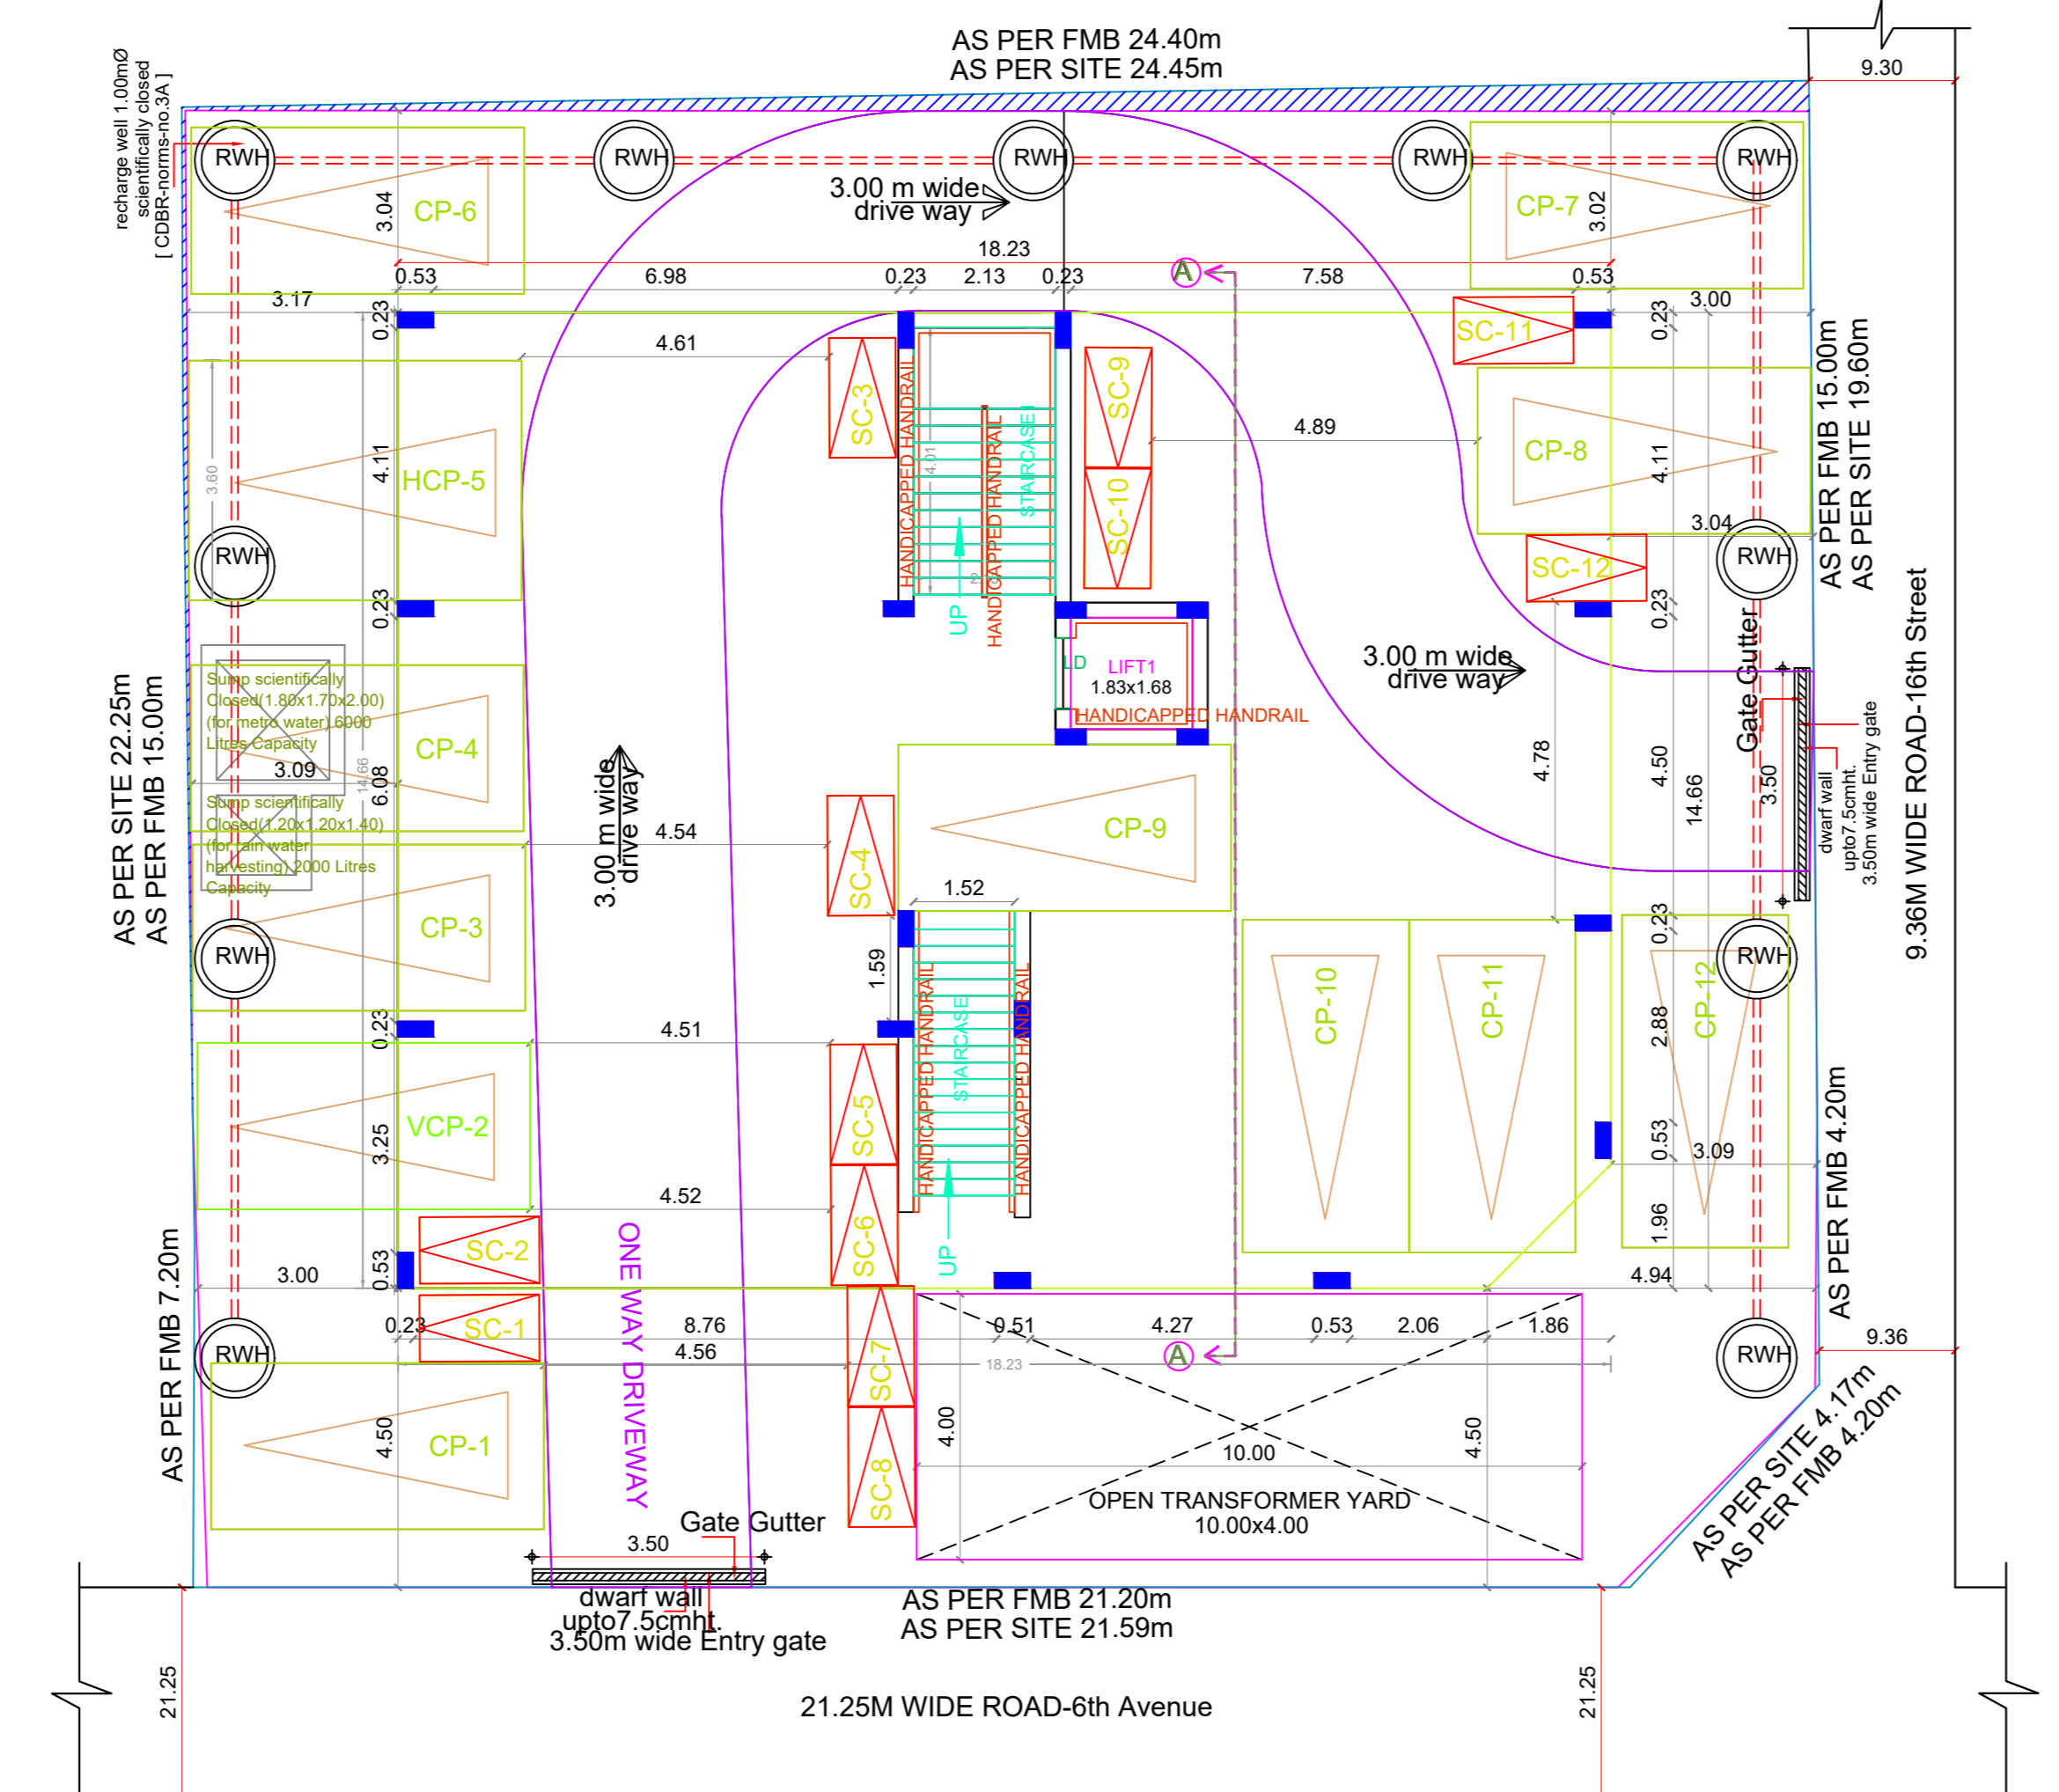 AS PER FMB 24.40m
AS PER SITE 24.45m
9.30
recharge well 1.00mØ
scientifically closed
[ CDBR-norms-no.3A ]
RWH
RWH
RWH
RWH
RWH
CP-6
3.04
3.00 m wide
drive way
CP-7
3.02
18.23
A
0.53
6.98
0.23
2.13
0.23
7.58
0.53
3.17
3.00
0.23
0.23
SC-11
4.61
SC-3
HANDICAPPED HANDRAIL
4.01
HANDICAPPED HANDRAIL
STAIRCASE
SC-9
SC-10
4.89
CP-8
4.11
3.04
AS PER FMB 15.00m
AS PER SITE 19.60m
3.60
HCP-5
4.11
RWH
RWH
SC-12
0.23
0.23
UP
9.36M WIDE ROAD-16th Street
Gate Gutter
LD
LIFT1
1.83x1.68
HANDICAPPED HANDRAIL
3.00 m wide
drive way
Sump scientifically
Closed(1.80x1.70x2.00)
(for metro water) 6000
Litres Capacity
CP-4
3.09
6.08
14.66
AS PER SITE 22.25m
AS PER FMB 15.00m
3.00 m wide
drive way
4.78
4.50
14.66
3.50
dwarf wall
upto7.5cmht.
3.50m wide Entry gate
Sump scientifically
Closed(1.20x1.20x1.40)
(for rain water
harvesting) 2000 Litres
Capacity
4.54
SC-4
CP-9
1.52
CP-3
RWH
RWH
1.59
0.23
0.23
CP-10
CP-11
CP-12
2.88
HANDICAPPED HANDRAIL
STAIRCASE
HANDICAPPED HANDRAIL
4.51
VCP-2
3.25
SC-5
0.53
3.09
AS PER FMB 4.20m
4.52
SC-6
UP
1.96
SC-2
0.53
3.00
4.94
AS PER FMB 7.20m
ONE WAY DRIVEWAY
SC-1
0.23
8.76
0.51
4.27
0.53
2.06
1.86
9.36
4.56
SC-7
18.23
A
RWH
RWH
CP-1
4.50
SC-8
4.00
10.00
4.50
OPEN TRANSFORMER YARD
10.00x4.00
AS PER SITE 4.17m
AS PER FMB 4.20m
Gate Gutter
3.50
dwarf wall
upto7.5cmht.
3.50m wide Entry gate
AS PER FMB 21.20m
AS PER SITE 21.59m
21.25
21.25
21.25M WIDE ROAD-6th Avenue